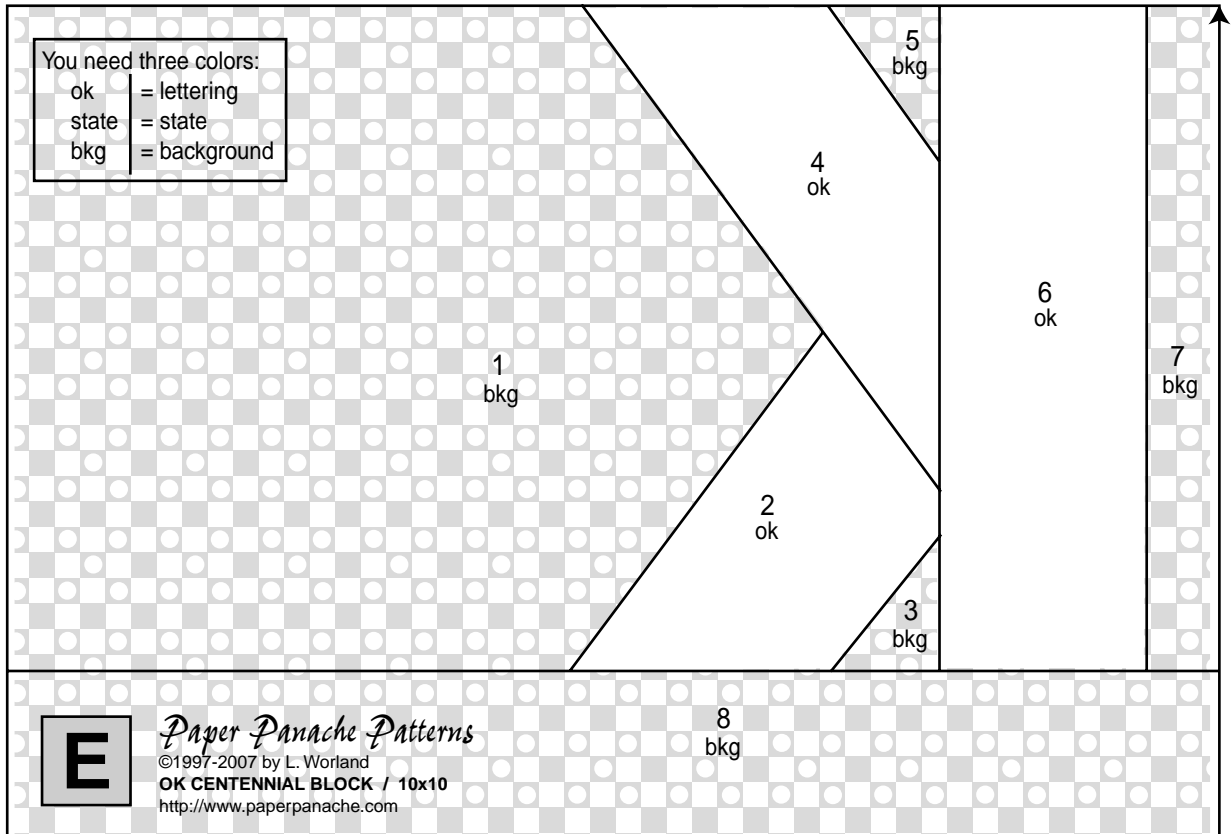 You need three colors:
ok = lettering
state = state
bkg = background
5
bkg
4
ok
6
ok
1
bkg
7
bkg
2
ok
3
bkg
8
bkg
E
Paper Panache Patterns
©1997-2007 by L. Worland
OK CENTENNIAL BLOCK / 10x10
http://www.paperpanache.com